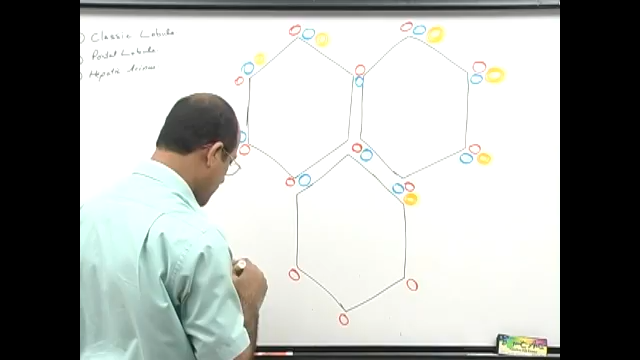 ) Classic Lobule
) Portal Lobule
) Hepatic Acinus